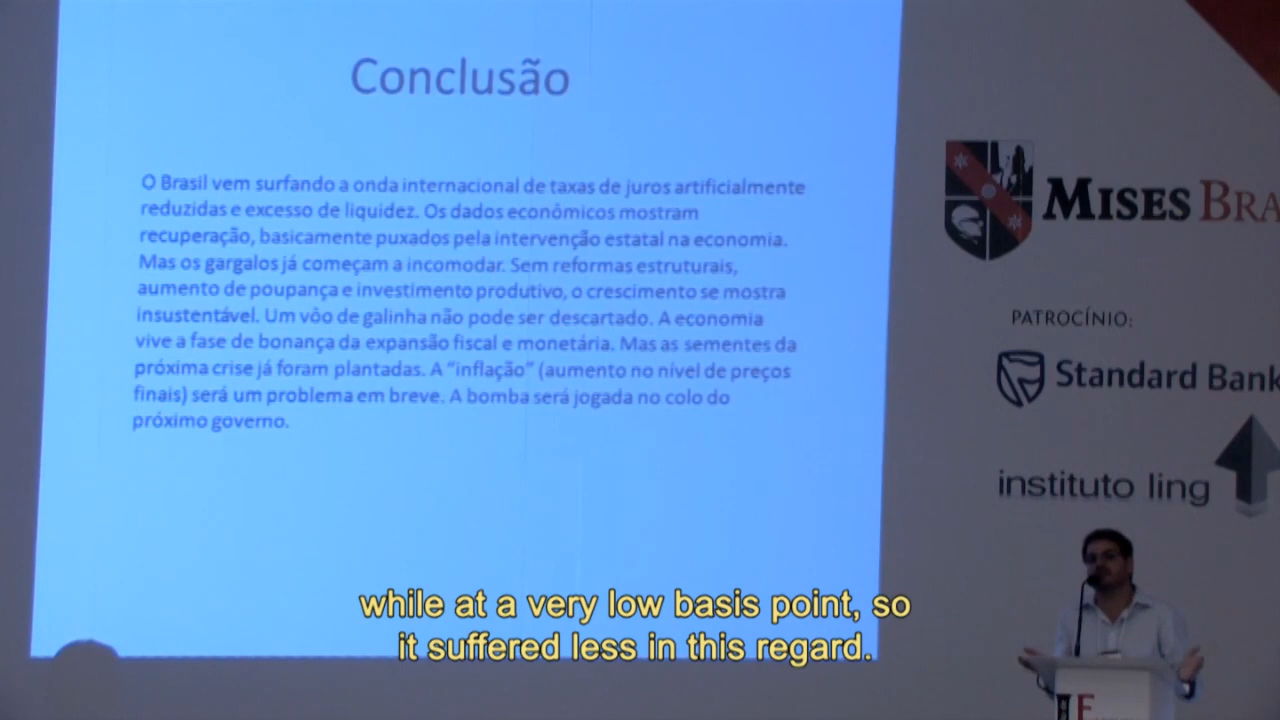 Conclusão
O Brasil vem surfando a onda internacional de taxas de juros artificialmente
reduzidas e excesso de liquidez. Os dados econômicos mostram
recuperação, basicamente puxados pela intervenção estatal na economia.
Mas os gargalos já começam a incomodar. Sem reformas estruturais,
aumento de poupança e investimento produtivo, o crescimento se mostra
insustentável. Um vôo de galinha não pode ser descartado. A economia
vive a fase de bonança da expansão fiscal e monetária. Mas as sementes da
próxima crise já foram plantadas. A "inflação" (aumento no nível de preços
finais) será um problema em breve. A bomba será jogada no colo do
próximo governo.
MISES BRA
PATROCÍNIO:
Standard Bank
instituto ling
while at a very low basis point, so
it suffered less in this regard.